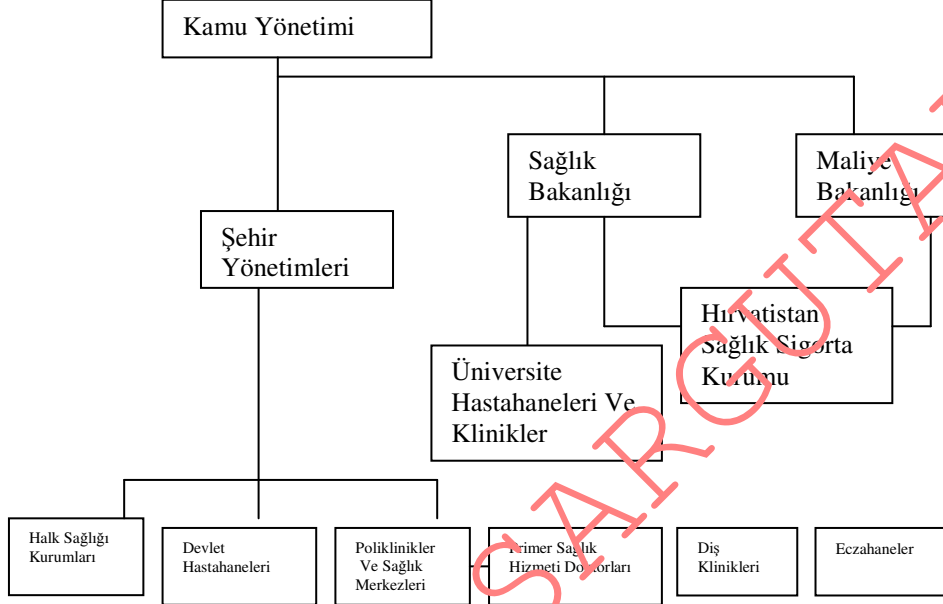 Kamu Yönetimi
Sağlık
Bakanlığı
Maliye
Bakanlığı
Şehir
Yönetimleri
Hırvatistan
Sağlık Sigorta
Kurumu
Üniversite
Hastahaneleri Ve
Klinikler
Halk Sağlığı
Kurumları
Devlet
Hastahaneleri
Poliklinikler
Ve Sağlık
Merkezleri
Primer Sağlık
Hizmeti Doktorları
Diş
Klinikleri
Eczahaneler
SARGUTA